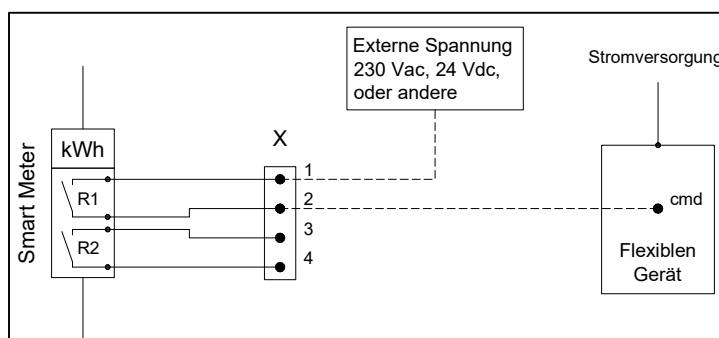 Externe Spannung
230 Vac, 24 Vdc,
oder andere
Stromversorgung
Smart Meter
kWh
R1
R2
X
1
2
3
4
cmd
Flexiblen
Gerät